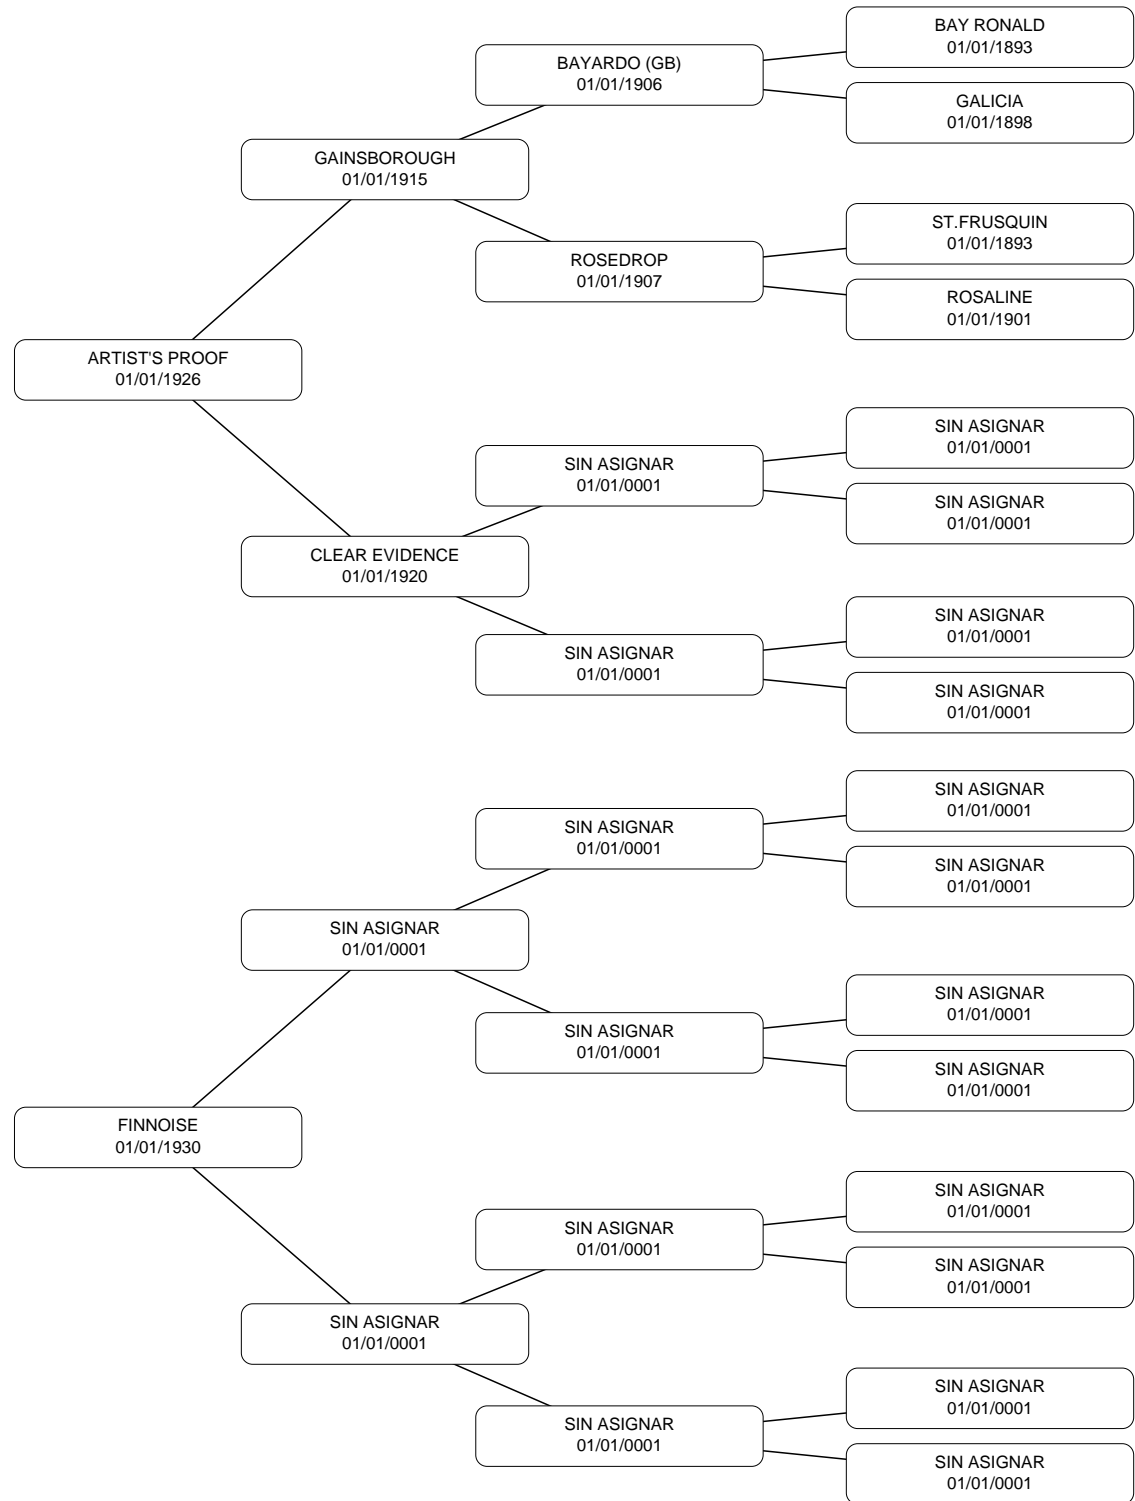 BAY RONALD
01/01/1893
BAYARDO (GB)
01/01/1906
GALICIA
01/01/1898
GAINSBOROUGH
01/01/1915
ST.FRUSQUIN
01/01/1893
ROSEDROP
01/01/1907
ROSALINE
01/01/1901
ARTIST'S PROOF
01/01/1926
SIN ASIGNAR
01/01/0001
SIN ASIGNAR
01/01/0001
SIN ASIGNAR
01/01/0001
CLEAR EVIDENCE
01/01/1920
SIN ASIGNAR
01/01/0001
SIN ASIGNAR
01/01/0001
SIN ASIGNAR
01/01/0001
SIN ASIGNAR
01/01/0001
SIN ASIGNAR
01/01/0001
SIN ASIGNAR
01/01/0001
SIN ASIGNAR
01/01/0001
SIN ASIGNAR
01/01/0001
SIN ASIGNAR
01/01/0001
SIN ASIGNAR
01/01/0001
FINNOISE
01/01/1930
SIN ASIGNAR
01/01/0001
SIN ASIGNAR
01/01/0001
SIN ASIGNAR
01/01/0001
SIN ASIGNAR
01/01/0001
SIN ASIGNAR
01/01/0001
SIN ASIGNAR
01/01/0001
SIN ASIGNAR
01/01/0001